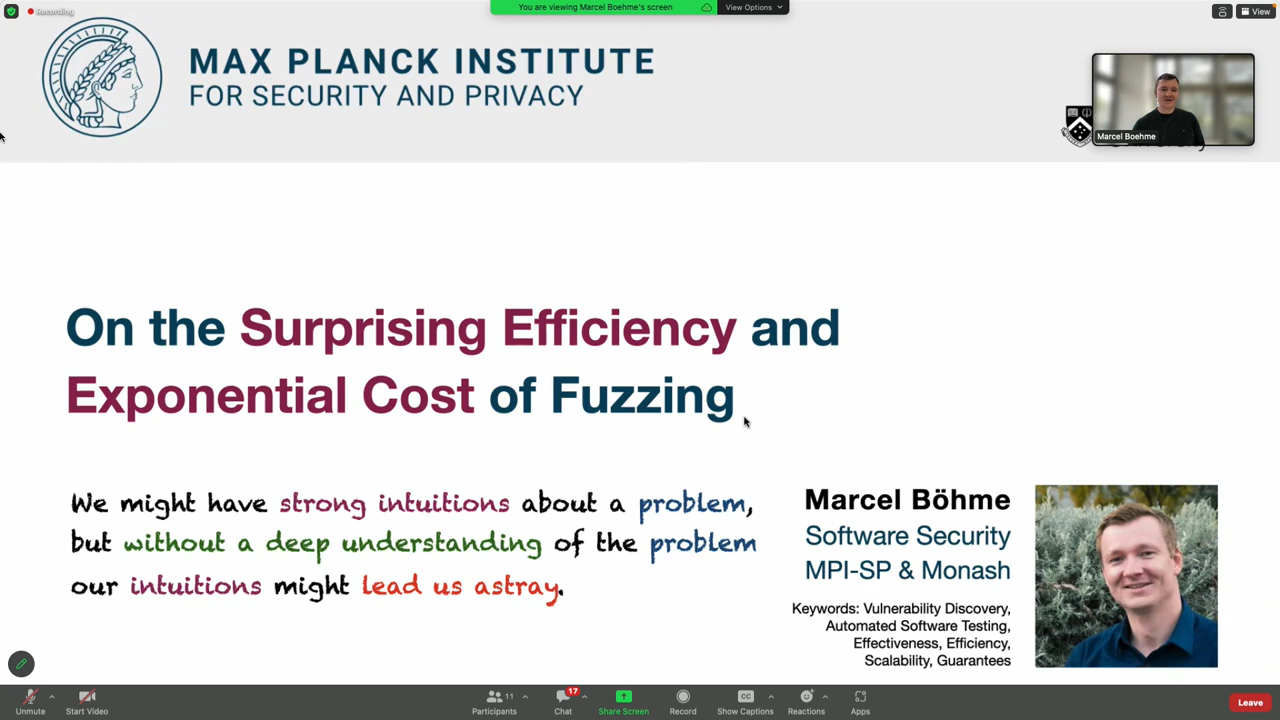 Recording
You are viewing Marcel Boehme's screen
View Options
View
MAX PLANCK INSTITUTE
FOR SECURITY AND PRIVACY
Marcel Boehme
On the Surprising Efficiency and
Exponential Cost of Fuzzing
We might have strong intuitions about a problem,
but without a deep understanding of the problem
our intuitions might lead us astray.
Marcel Böhme
Software Security
MPI-SP & Monash
Keywords: Vulnerability Discovery,
Automated Software Testing,
Effectiveness, Efficiency,
Scalability, Guarantees
Unmute
Start Video
11
Participants
17
Chat
Share Screen
Record
CC
Show Captions
Reactions
Apps
Leave